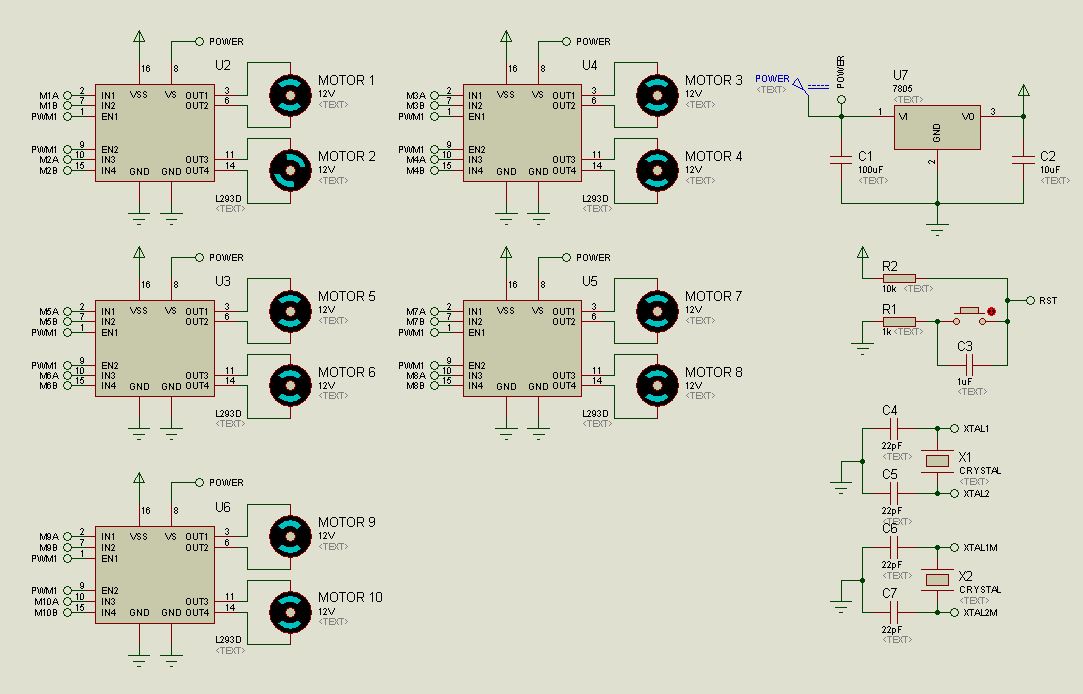 POWER
16 8 U2
MOTOR 1
12V
<TEXT>
M1A 2 IN1 VSS VS OUT1 3
M1B 7 IN2 OUT2 6
PWM1 1 EN1
PWM1 9 EN2
M2A 10 IN3 OUT3 11
M2B 15 IN4 GND GND OUT4 14
MOTOR 2
12V
<TEXT>
L293D
<TEXT>
POWER
16 8 U4
MOTOR 3
12V
<TEXT>
M3A 2 IN1 VSS VS OUT1 3
M3B 7 IN2 OUT2 6
PWM1 1 EN1
PWM1 9 EN2
M4A 10 IN3 OUT3 11
M4B 15 IN4 GND GND OUT4 14
MOTOR 4
12V
<TEXT>
L293D
<TEXT>
POWER
<TEXT>
POWER
U7
7805
<TEXT>
1 VI VO 3
GND
2
C1
100uF
<TEXT>
C2
10uF
<TEXT>
POWER
16 8 U3
MOTOR 5
12V
<TEXT>
M5A 2 IN1 VSS VS OUT1 3
M5B 7 IN2 OUT2 6
PWM1 1 EN1
PWM1 9 EN2
M6A 10 IN3 OUT3 11
M6B 15 IN4 GND GND OUT4 14
MOTOR 6
12V
<TEXT>
L293D
<TEXT>
POWER
16 8 U5
MOTOR 7
12V
<TEXT>
M7A 2 IN1 VSS VS OUT1 3
M7B 7 IN2 OUT2 6
PWM1 1 EN1
PWM1 9 EN2
M8A 10 IN3 OUT3 11
M8B 15 IN4 GND GND OUT4 14
MOTOR 8
12V
<TEXT>
L293D
<TEXT>
R2
10k <TEXT>
RST
R1
1k <TEXT>
C3
1uF
<TEXT>
C4
22pF
<TEXT>
XTAL1
X1
CRYSTAL
<TEXT>
C5
22pF
<TEXT>
XTAL2
C6
22pF
<TEXT>
XTAL1M
X2
CRYSTAL
<TEXT>
C7
22pF
<TEXT>
XTAL2M
POWER
16 8 U6
MOTOR 9
12V
<TEXT>
M9A 2 IN1 VSS VS OUT1 3
M9B 7 IN2 OUT2 6
PWM1 1 EN1
PWM1 9 EN2
M10A 10 IN3 OUT3 11
M10B 15 IN4 GND GND OUT4 14
MOTOR 10
12V
<TEXT>
L293D
<TEXT>